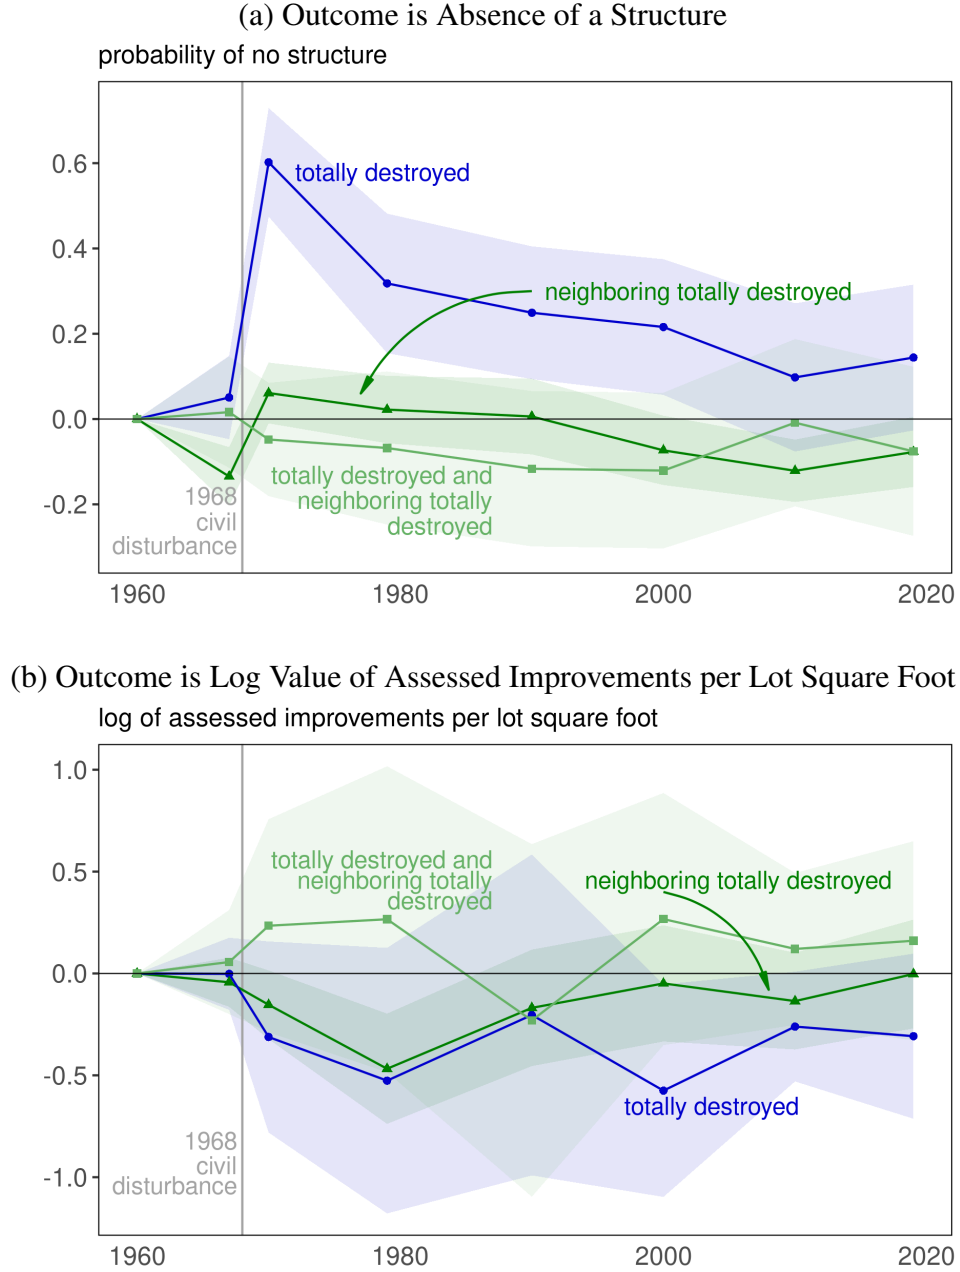 (a) Outcome is Absence of a Structure
probability of no structure
0.6
totally destroyed
0.4
neighboring totally destroyed
0.2
0.0
totally destroyed and
neighboring totally
destroyed
-0.2
1968
civil
disturbance
1960
1980
2000
2020
(b) Outcome is Log Value of Assessed Improvements per Lot Square Foot
log of assessed improvements per lot square foot
1.0
0.5
totally destroyed and
neighboring totally
destroyed
neighboring totally destroyed
0.0
-0.5
totally destroyed
-1.0
1968
civil
disturbance
1960
1980
2000
2020